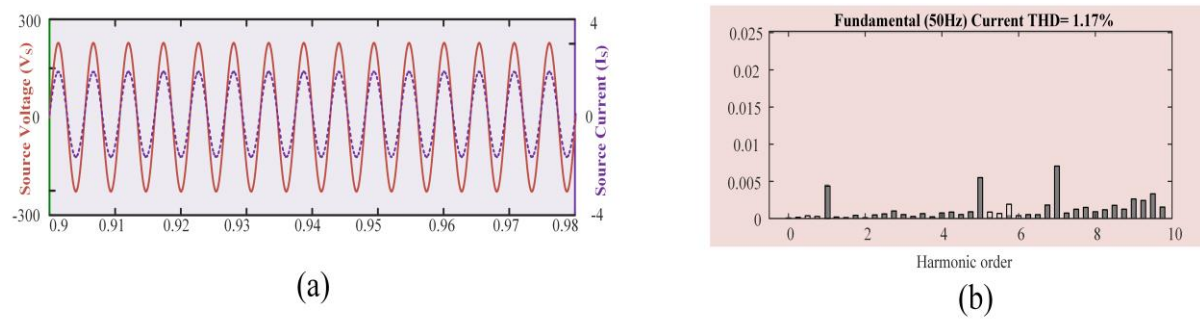 300
0
-300
Source Voltage (Vs)
4
0
-4
Source Current (Is)
0.9 0.91 0.92 0.93 0.94 0.95 0.96 0.97 0.98
(a)
Fundamental (50Hz) Current THD= 1.17%
0.025
0.02
0.015
0.01
0.005
0
0 2 4 6 8 10
Harmonic order
(b)